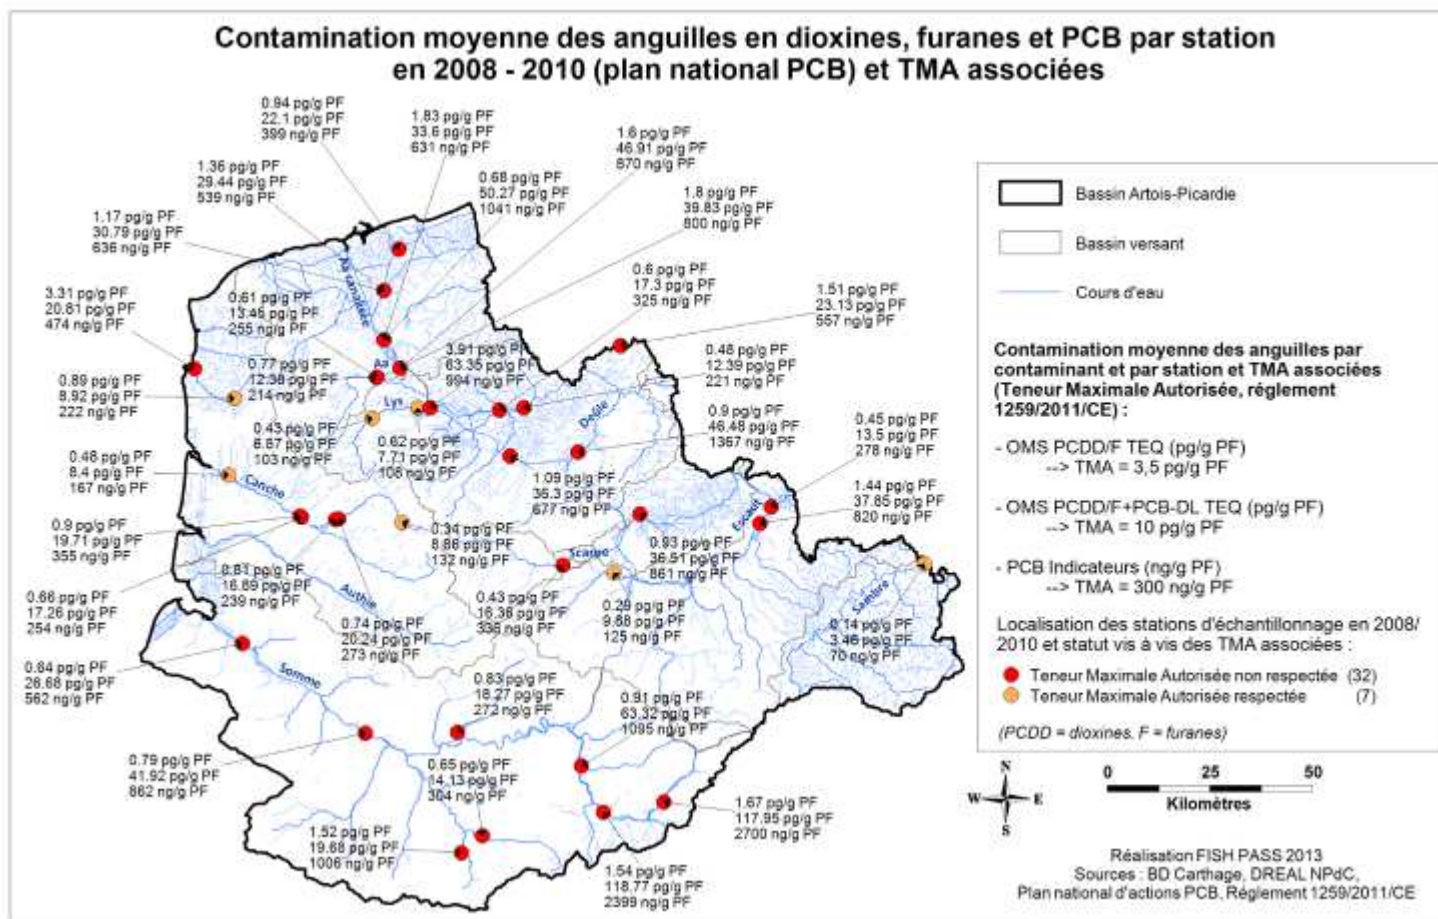 Contamination moyenne des anguilles en dioxines, furanes et PCB par station
en 2008 - 2010 (plan national PCB) et TMA associées
0.94 pg/g PF
22.1 pg/g PF
399 ng/g PF
1.83 pg/g PF
33.6 pg/g PF
631 ng/g PF
1.6 pg/g PF
46.91 pg/g PF
870 ng/g PF
1.36 pg/g PF
29.44 pg/g PF
539 ng/g PF
0.68 pg/g PF
50.27 pg/g PF
1041 ng/g PF
1.8 pg/g PF
39.83 pg/g PF
800 ng/g PF
1.17 pg/g PF
30.79 pg/g PF
636 ng/g PF
Aa canalisée
0.6 pg/g PF
17.3 pg/g PF
325 ng/g PF
1.51 pg/g PF
23.13 pg/g PF
557 ng/g PF
3.31 pg/g PF
20.81 pg/g PF
474 ng/g PF
0.61 pg/g PF
13.46 pg/g PF
255 ng/g PF
Aa
0.77 pg/g PF
12.38 pg/g PF
214 ng/g PF
3.91 pg/g PF
63.35 pg/g PF
994 ng/g PF
0.48 pg/g PF
12.39 pg/g PF
221 ng/g PF
0.89 pg/g PF
8.92 pg/g PF
222 ng/g PF
Lys
Deûle
0.43 pg/g PF
6.87 pg/g PF
103 ng/g PF
0.62 pg/g PF
7.71 pg/g PF
106 ng/g PF
0.9 pg/g PF
46.48 pg/g PF
1367 ng/g PF
0.45 pg/g PF
13.5 pg/g PF
278 ng/g PF
0.48 pg/g PF
8.4 pg/g PF
167 ng/g PF
Canche
1.09 pg/g PF
36.3 pg/g PF
677 ng/g PF
1.44 pg/g PF
37.85 pg/g PF
820 ng/g PF
Escaut
0.9 pg/g PF
19.71 pg/g PF
355 ng/g PF
0.34 pg/g PF
8.86 pg/g PF
132 ng/g PF
Scarpe
0.93 pg/g PF
36.51 pg/g PF
861 ng/g PF
0.81 pg/g PF
16.89 pg/g PF
239 ng/g PF
Authie
0.66 pg/g PF
17.26 pg/g PF
254 ng/g PF
0.43 pg/g PF
16.36 pg/g PF
336 ng/g PF
0.29 pg/g PF
9.88 pg/g PF
125 ng/g PF
Sambre
0.14 pg/g PF
3.46 pg/g PF
70 ng/g PF
0.74 pg/g PF
20.24 pg/g PF
273 ng/g PF
0.84 pg/g PF
28.68 pg/g PF
562 ng/g PF
Somme
0.83 pg/g PF
18.27 pg/g PF
272 ng/g PF
0.91 pg/g PF
63.32 pg/g PF
1095 ng/g PF
0.79 pg/g PF
41.92 pg/g PF
862 ng/g PF
0.65 pg/g PF
14.13 pg/g PF
304 ng/g PF
1.67 pg/g PF
117.95 pg/g PF
2700 ng/g PF
1.52 pg/g PF
19.68 pg/g PF
1006 ng/g PF
1.54 pg/g PF
118.77 pg/g PF
2399 ng/g PF
Bassin Artois-Picardie
Bassin versant
Cours d'eau
Contamination moyenne des anguilles par
contaminant et par station et TMA associées
(Teneur Maximale Autorisée, réglement
1259/2011/CE) :
- OMS PCDD/F TEQ (pg/g PF)
--> TMA = 3,5 pg/g PF
- OMS PCDD/F+PCB-DL TEQ (pg/g PF)
--> TMA = 10 pg/g PF
- PCB Indicateurs (ng/g PF)
--> TMA = 300 ng/g PF
Localisation des stations d'échantillonnage en 2008/
2010 et statut vis à vis des TMA associées :
Teneur Maximale Autorisée non respectée (32)
Teneur Maximale Autorisée respectée (7)
(PCDD = dioxines. F = furanes)
N
W E
S
0 25 50
Kilomètres
Réalisation FISH PASS 2013
Sources : BD Carthage, DREAL NPdC,
Plan national d'actions PCB, Réglement 1259/2011/CE